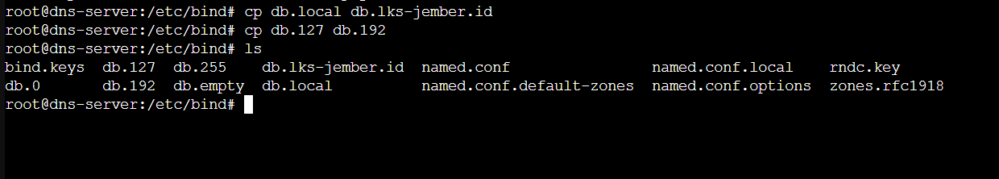 root@dns-server:/etc/bind# cp db.local db.lks-jember.id
root@dns-server:/etc/bind# cp db.127 db.192
root@dns-server:/etc/bind# ls
bind.keys  db.127  db.255    db.lks-jember.id  named.conf                named.conf.local    rndc.key
db.0       db.192  db.empty  db.local          named.conf.default-zones  named.conf.options  zones.rfc1918
root@dns-server:/etc/bind#